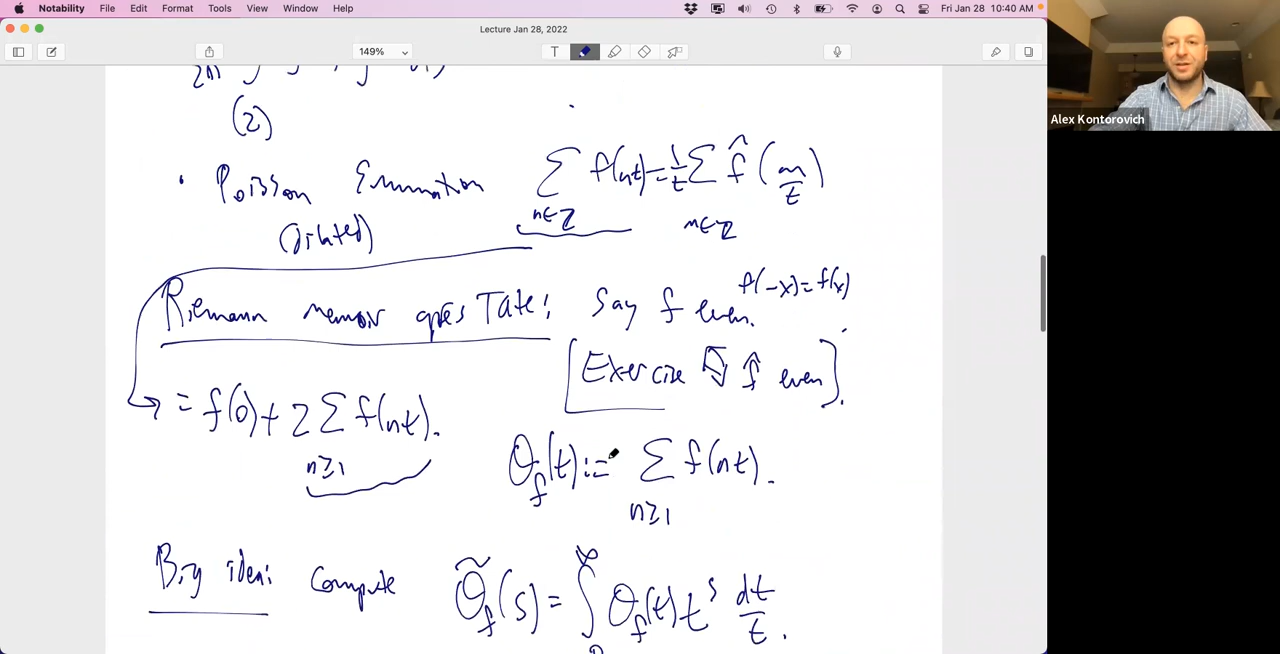 Notability File Edit Format Tools View Window Help Fri Jan 28 10:40 AM
Lecture Jan 28, 2022
149% T
Alex Kontorovich
(2)
• Poisson Summation ∑ f(nt) = 1/t ∑ f̂ (m/t)
n∈ℤ m∈ℤ
(dilated)
f(-x)=f(x)
Riemann memoir après Tate: Say f even.
[Exercise ⇒ f̂ even].
= f(0) + 2 ∑ f(nt).
n≥1
θ_f(t) := ∑ f(nt).
n≥1
Big idea: Compute θ̃_f(s) = ∫ θ_f(t) t^s dt/t.
∞
0